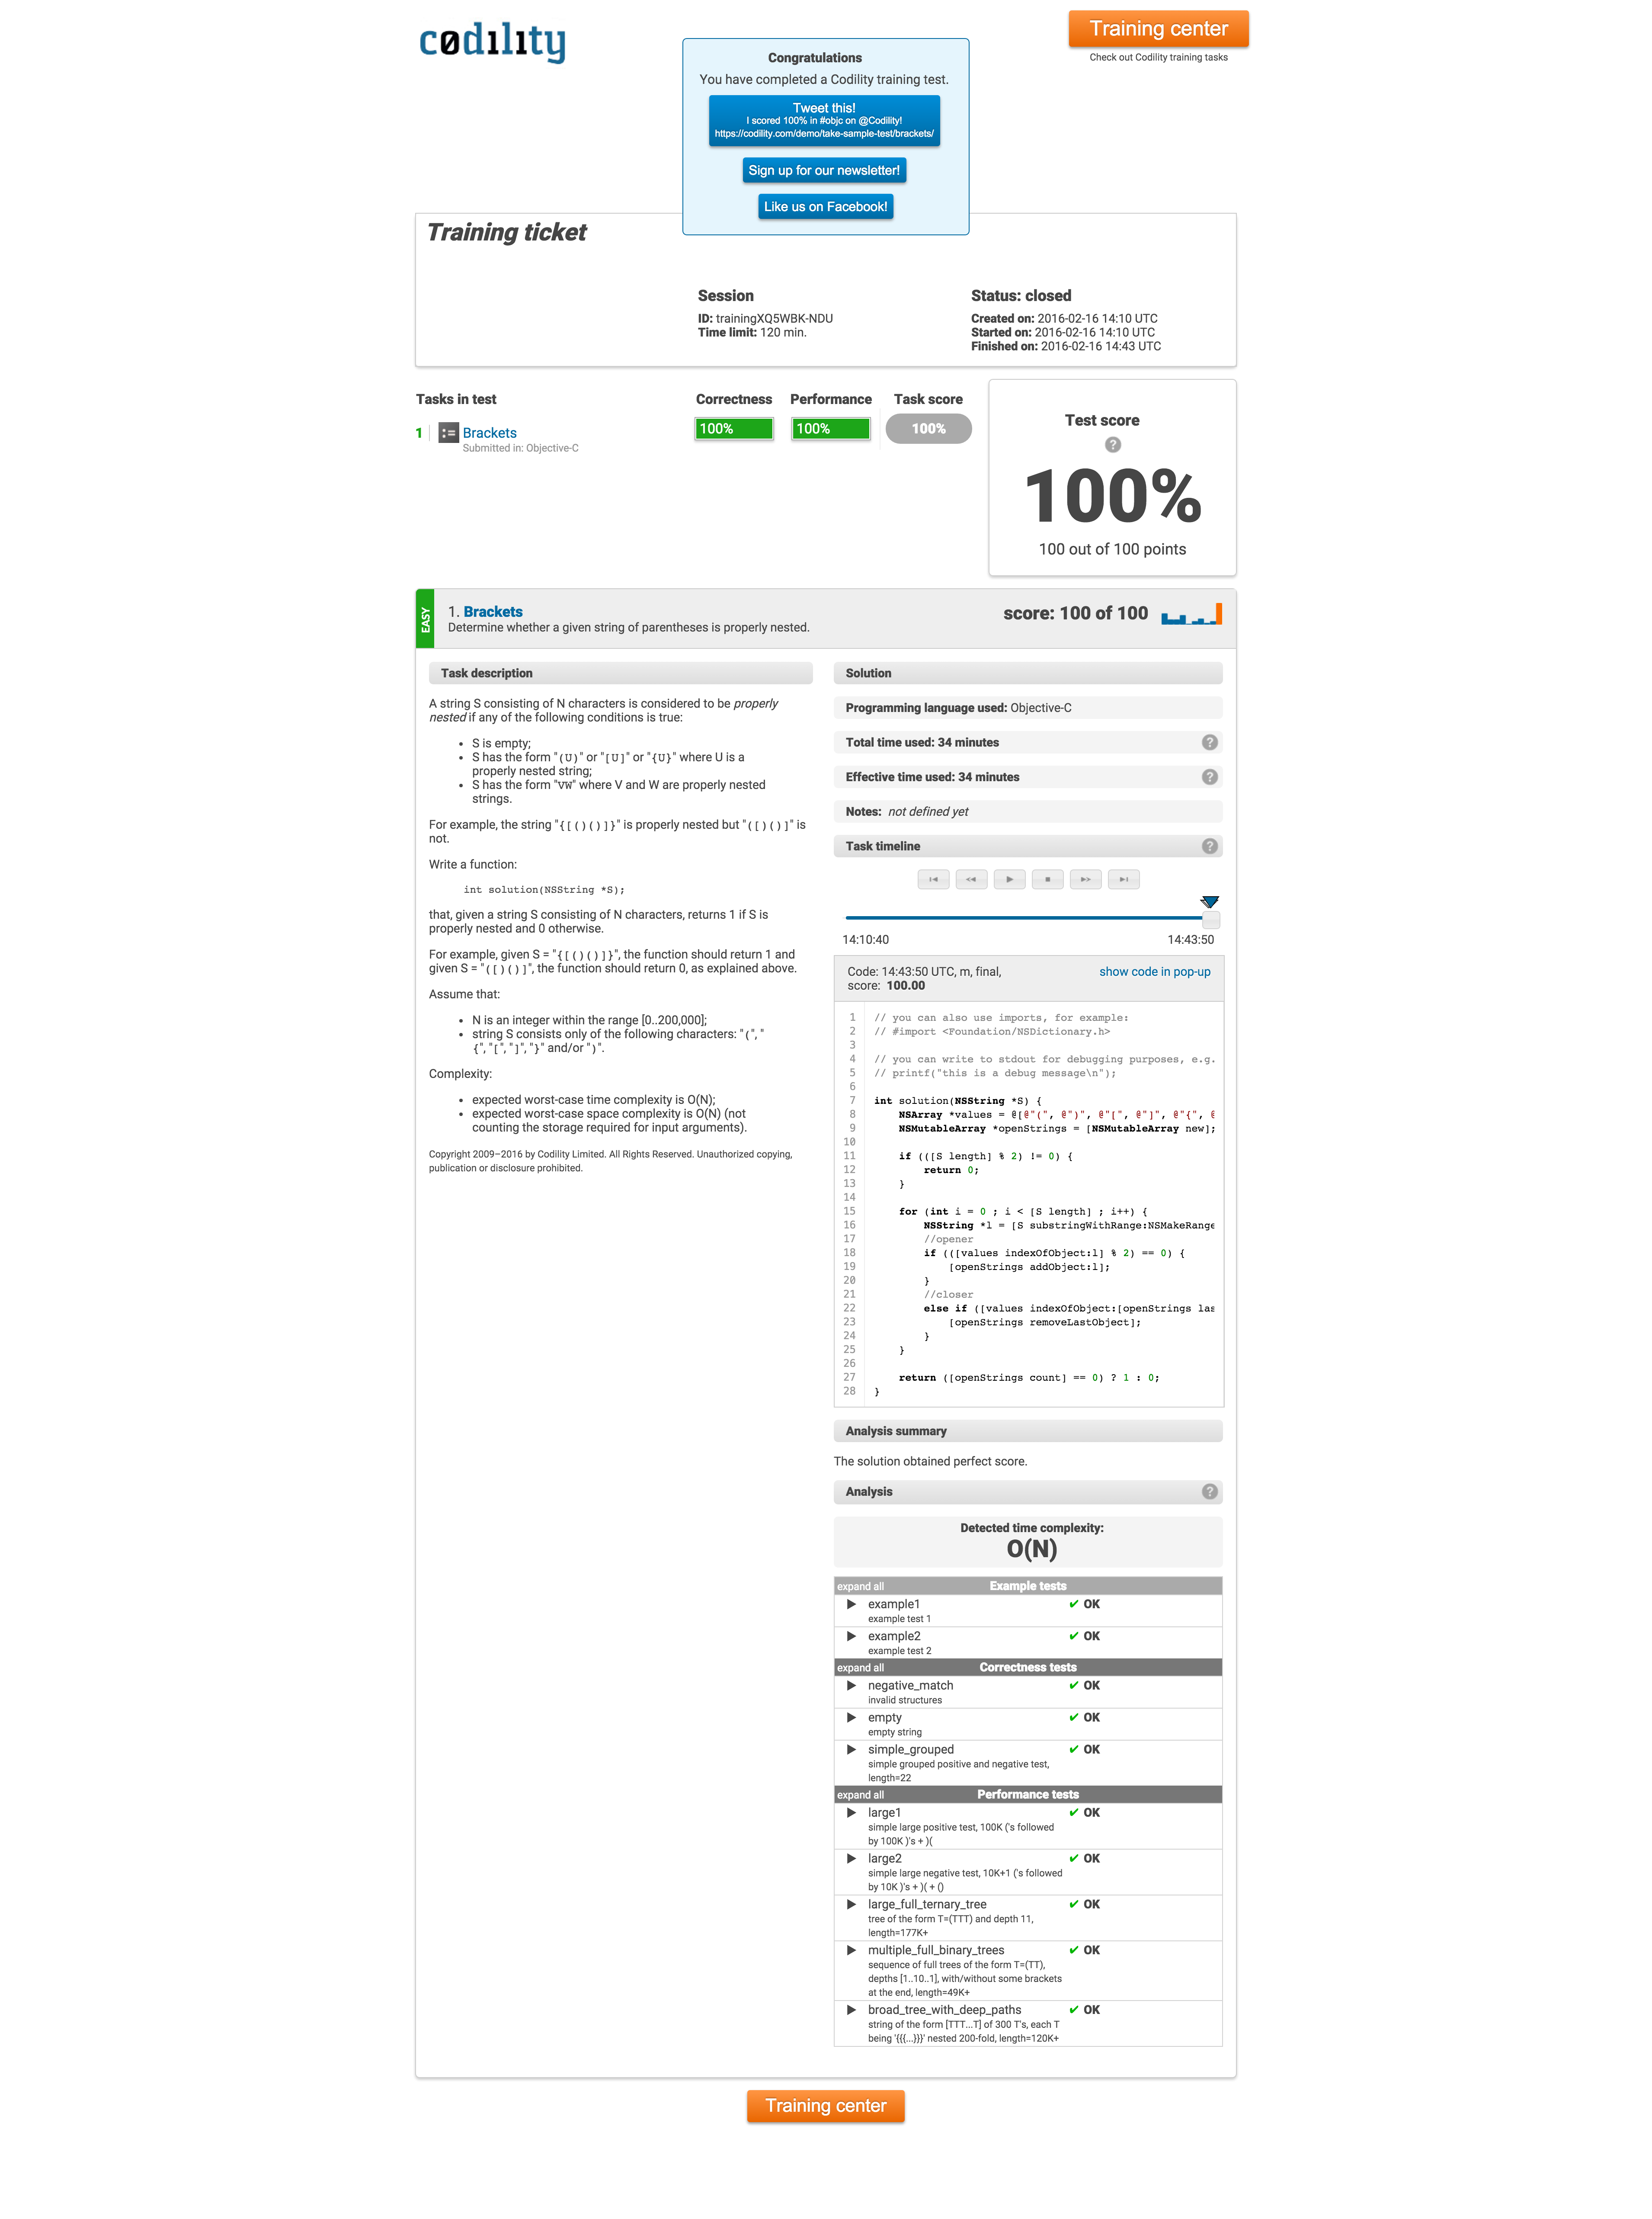 cødility
Training center
Check out Codility training tasks
Congratulations
You have completed a Codility training test.
Tweet this!
I scored 100% in #objc on @Codility!
https://codility.com/demo/take-sample-test/brackets/
Sign up for our newsletter!
Like us on Facebook!
Training ticket
Session
ID: trainingXQ5WBK-NDU
Time limit: 120 min.
Status: closed
Created on: 2016-02-16 14:10 UTC
Started on: 2016-02-16 14:10 UTC
Finished on: 2016-02-16 14:43 UTC
Tasks in test
Correctness
Performance
Task score
1
Brackets
Submitted in: Objective-C
100%
100%
100%
Test score
?
100%
100 out of 100 points
EASY
1. Brackets
Determine whether a given string of parentheses is properly nested.
score: 100 of 100
Task description
A string S consisting of N characters is considered to be properly
nested if any of the following conditions is true:
• S is empty;
• S has the form "(U)" or "[U]" or "{U}" where U is a
properly nested string;
• S has the form "VW" where V and W are properly nested
strings.
For example, the string "{[()()]}" is properly nested but "([)()]" is
not.
Write a function:
int solution(NSString *S);
that, given a string S consisting of N characters, returns 1 if S is
properly nested and 0 otherwise.
For example, given S = "{[()()]}", the function should return 1 and
given S = "([)()]", the function should return 0, as explained above.
Assume that:
• N is an integer within the range [0..200,000];
• string S consists only of the following characters: "(", "
{", "[", "]", "}" and/or ")".
Complexity:
• expected worst-case time complexity is O(N);
• expected worst-case space complexity is O(N) (not
counting the storage required for input arguments).
Copyright 2009–2016 by Codility Limited. All Rights Reserved. Unauthorized copying,
publication or disclosure prohibited.
Solution
Programming language used: Objective-C
Total time used: 34 minutes ?
Effective time used: 34 minutes ?
Notes: not defined yet
Task timeline ?
14:10:40
14:43:50
Code: 14:43:50 UTC, m, final,
score: 100.00
show code in pop-up
1 // you can also use imports, for example:
2 // #import <Foundation/NSDictionary.h>
3
4 // you can write to stdout for debugging purposes, e.g.
5 // printf("this is a debug message\n");
6
7 int solution(NSString *S) {
8 NSArray *values = @[@"(", @")", @"[", @"]", @"{", @
9 NSMutableArray *openStrings = [NSMutableArray new];
10
11 if (([S length] % 2) != 0) {
12 return 0;
13 }
14
15 for (int i = 0 ; i < [S length] ; i++) {
16 NSString *l = [S substringWithRange:NSMakeRange
17 //opener
18 if (([values indexOfObject:l] % 2) == 0) {
19 [openStrings addObject:l];
20 }
21 //closer
22 else if ([values indexOfObject:[openStrings las
23 [openStrings removeLastObject];
24 }
25 }
26
27 return ([openStrings count] == 0) ? 1 : 0;
28 }
Analysis summary
The solution obtained perfect score.
Analysis ?
Detected time complexity:
O(N)
expand all Example tests
example1 ✔ OK
example test 1
example2 ✔ OK
example test 2
expand all Correctness tests
negative_match ✔ OK
invalid structures
empty ✔ OK
empty string
simple_grouped ✔ OK
simple grouped positive and negative test,
length=22
expand all Performance tests
large1 ✔ OK
simple large positive test, 100K ('s followed
by 100K )'s + )(
large2 ✔ OK
simple large negative test, 10K+1 ('s followed
by 10K )'s + )( + ()
large_full_ternary_tree ✔ OK
tree of the form T=(TTT) and depth 11,
length=177K+
multiple_full_binary_trees ✔ OK
sequence of full trees of the form T=(TT),
depths [1..10..1], with/without some brackets
at the end, length=49K+
broad_tree_with_deep_paths ✔ OK
string of the form [TTT...T] of 300 T's, each T
being '{{{...}}}' nested 200-fold, length=120K+
Training center